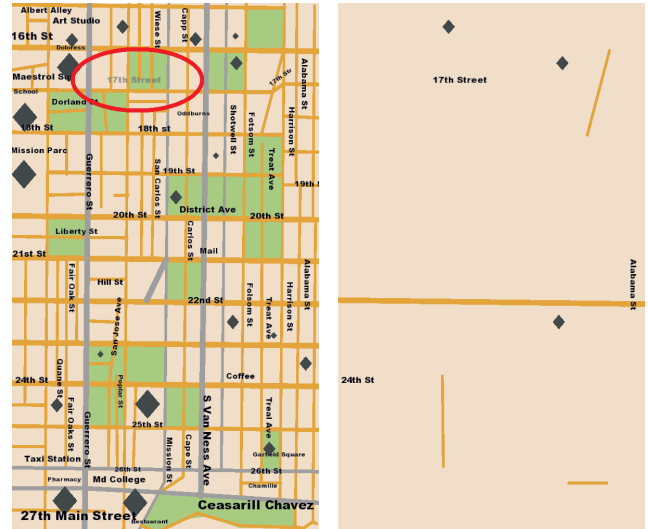 Albert Alley
Art Studio
Capp St
Wiese St
16th St
Doloress
Alabama St
Maestrol Sq
17th Street
17th Str
School
Dorland St
Oddburns
Shotwell St
Folsom St
Harrison St
18th St
18th st
Mission Parc
Guerrero St
San Carlos St
19th St
Treat Ave
19th S
20th St
District Ave
20th St
Liberty St
Carlos St
21st St
Mail
Fair Oak St
Hill St
22nd St
Folsom St
Treat Ave
Harrison St
Alabama St
San Jose Ave
Quane St
24th St
Poplar St
Coffee
Fair Oaks St
Guerrero St
25th St
Mission St
Cape St
S Van Ness Ave
Treal Ave
Garfield Square
Taxi Station
26th St
26th St
Pharmacy
Md College
Chamille
27th Main Street
Restaurant
Ceasarill Chavez
17th Street
Alabama St
24th St